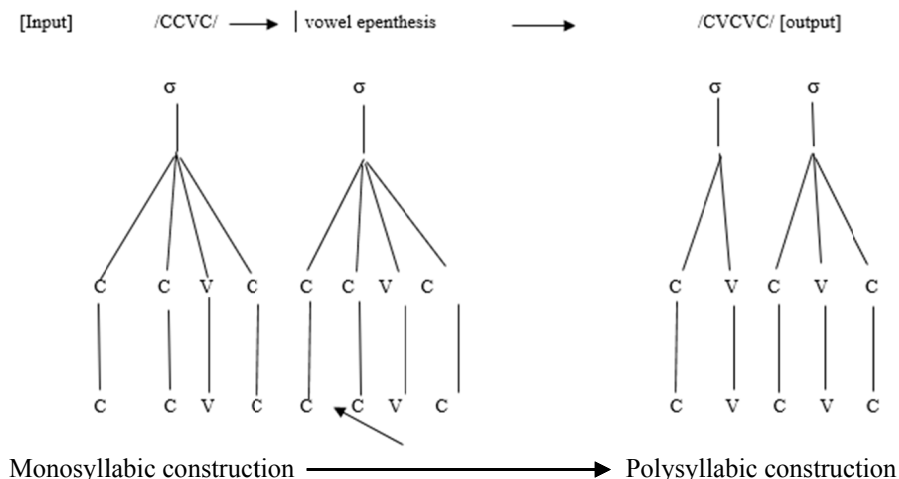 [Input] /CCVC/ | vowel epenthesis /CVCVC/ [output]
σ σ σ σ
C C V C C C V C C V C V C
C C V C C C V C C V C V C
Monosyllabic construction Polysyllabic construction